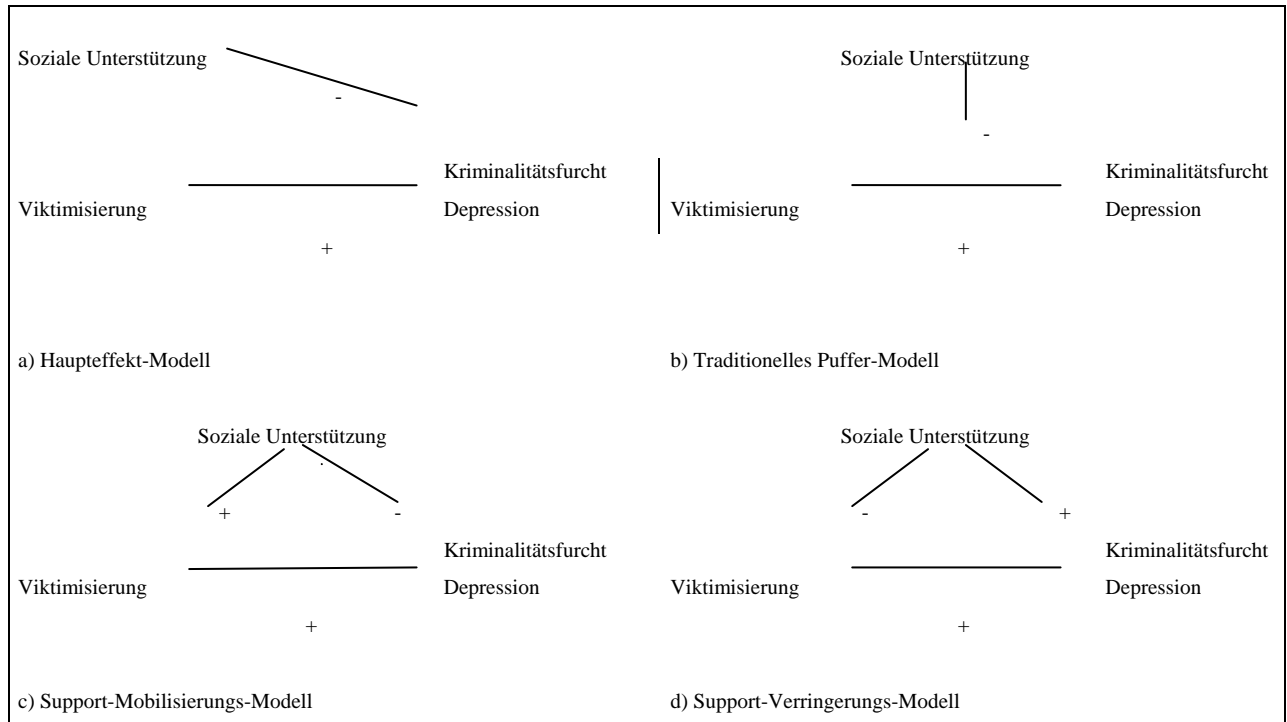 Soziale Unterstützung
-
Kriminalitätsfurcht
Viktimisierung
Depression
+
a) Haupteffekt-Modell
Soziale Unterstützung
-
Kriminalitätsfurcht
Viktimisierung
Depression
+
b) Traditionelles Puffer-Modell
Soziale Unterstützung
+
-
Kriminalitätsfurcht
Viktimisierung
Depression
+
c) Support-Mobilisierungs-Modell
Soziale Unterstützung
-
+
Kriminalitätsfurcht
Viktimisierung
Depression
+
d) Support-Verringerungs-Modell